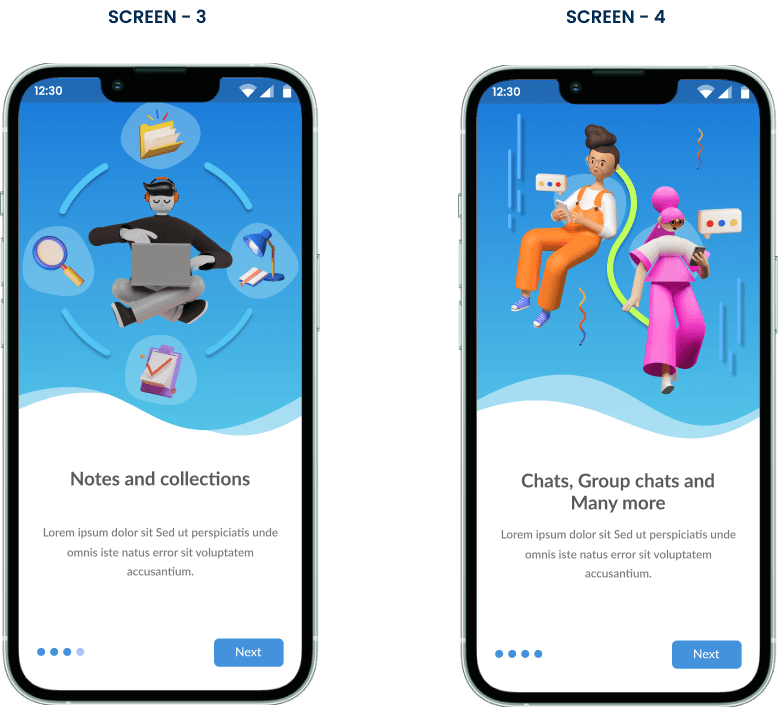 SCREEN - 3
12:30
Notes and collections
Lorem ipsum dolor sit Sed ut perspiciatis unde
omnis iste natus error sit voluptatem
accusantium.
Next
SCREEN - 4
12:30
Chats, Group chats and
Many more
Lorem ipsum dolor sit Sed ut perspiciatis unde
omnis iste natus error sit voluptatem
accusantium.
Next